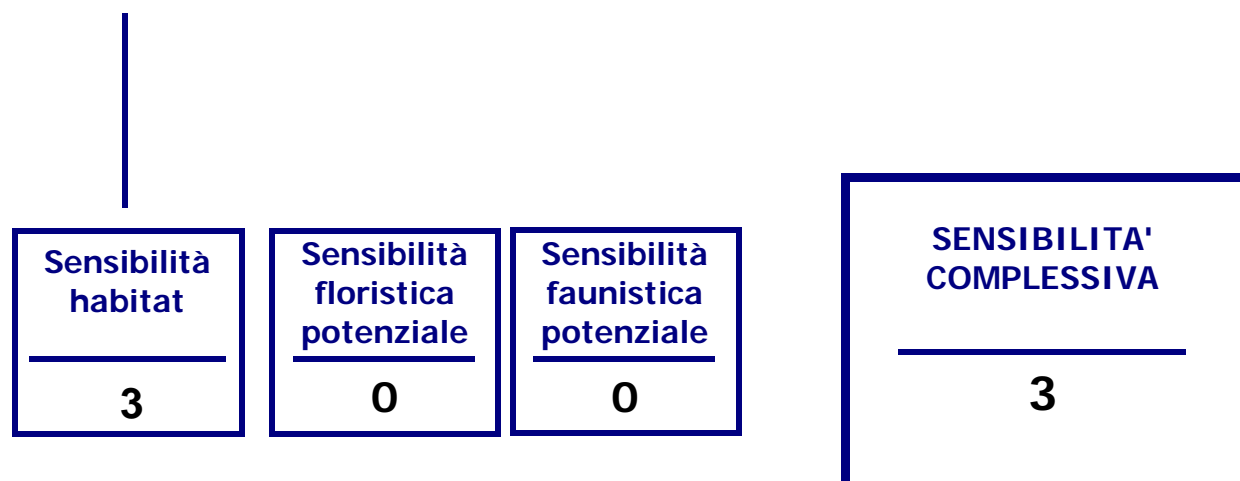 Sensibilità
habitat
3
Sensibilità
floristica
potenziale
0
Sensibilità
faunistica
potenziale
0
SENSIBILITA'
COMPLESSIVA
3